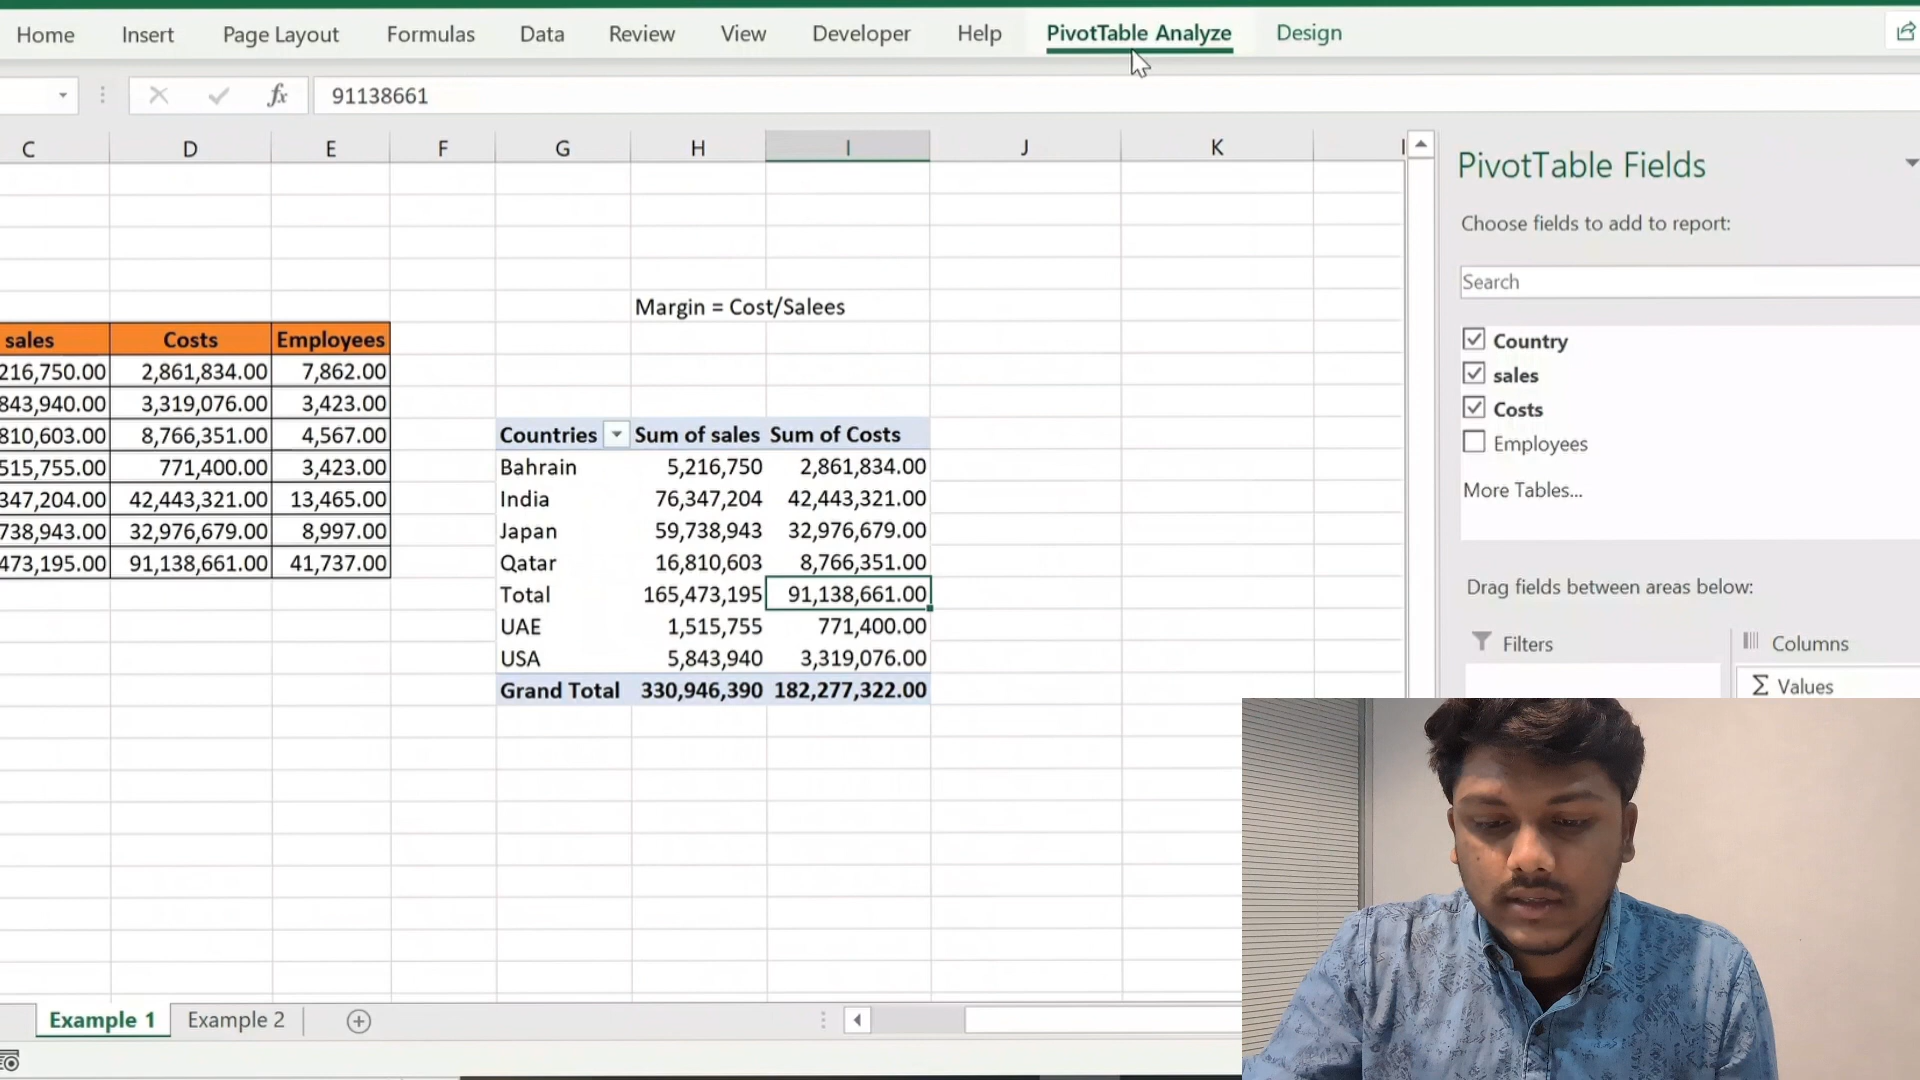 Home Insert Page Layout Formulas Data Review View Developer Help PivotTable Analyze Design
fx 91138661
C D E F G H I J K
PivotTable Fields
Choose fields to add to report:
Search
Margin = Cost/Salees
sales Costs Employees
216,750.00 2,861,834.00 7,862.00
843,940.00 3,319,076.00 3,423.00
810,603.00 8,766,351.00 4,567.00
515,755.00 771,400.00 3,423.00
347,204.00 42,443,321.00 13,465.00
738,943.00 32,976,679.00 8,997.00
473,195.00 91,138,661.00 41,737.00
Countries Sum of sales Sum of Costs
Bahrain 5,216,750 2,861,834.00
India 76,347,204 42,443,321.00
Japan 59,738,943 32,976,679.00
Qatar 16,810,603 8,766,351.00
Total 165,473,195 91,138,661.00
UAE 1,515,755 771,400.00
USA 5,843,940 3,319,076.00
Grand Total 330,946,390 182,277,322.00
Country
sales
Costs
Employees
More Tables...
Drag fields between areas below:
Filters
Columns
Σ Values
Example 1 Example 2